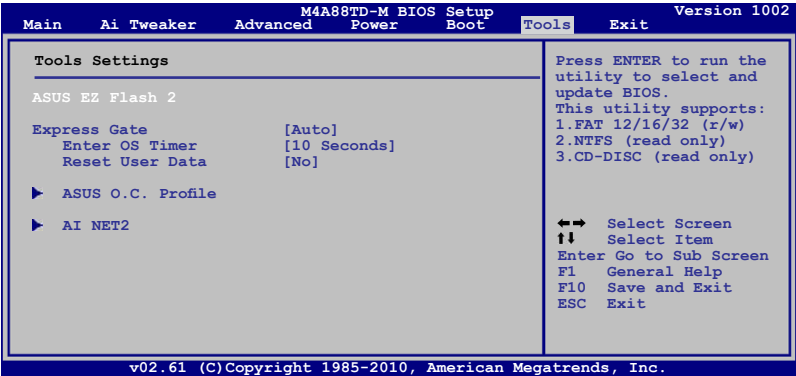 M4A88TD-M BIOS Setup Version 1002
Main Ai Tweaker Advanced Power Boot Tools Exit
Tools Settings
ASUS EZ Flash 2
Express Gate [Auto]
Enter OS Timer [10 Seconds]
Reset User Data [No]
ASUS O.C. Profile
AI NET2
Press ENTER to run the
utility to select and
update BIOS.
This utility supports:
1.FAT 12/16/32 (r/w)
2.NTFS (read only)
3.CD-DISC (read only)
←→ Select Screen
↑↓ Select Item
Enter Go to Sub Screen
F1 General Help
F10 Save and Exit
ESC Exit
v02.61 (C)Copyright 1985-2010, American Megatrends, Inc.